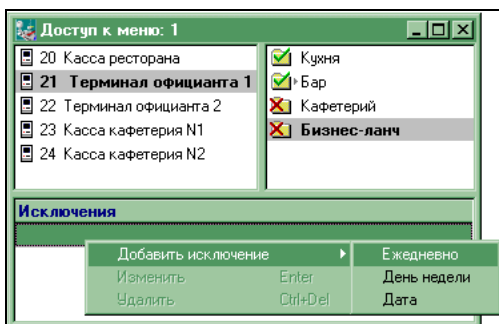 Доступ к меню: 1
20 Касса ресторана
21 Терминал официанта 1
22 Терминал официанта 2
23 Касса кафетерия N1
24 Касса кафетерия N2
Кухня
Бар
Кафетерий
Бизнес-ланч
Исключения
Добавить исключение
Изменить Enter
Удалить Ctrl+Del
Ежедневно
День недели
Дата